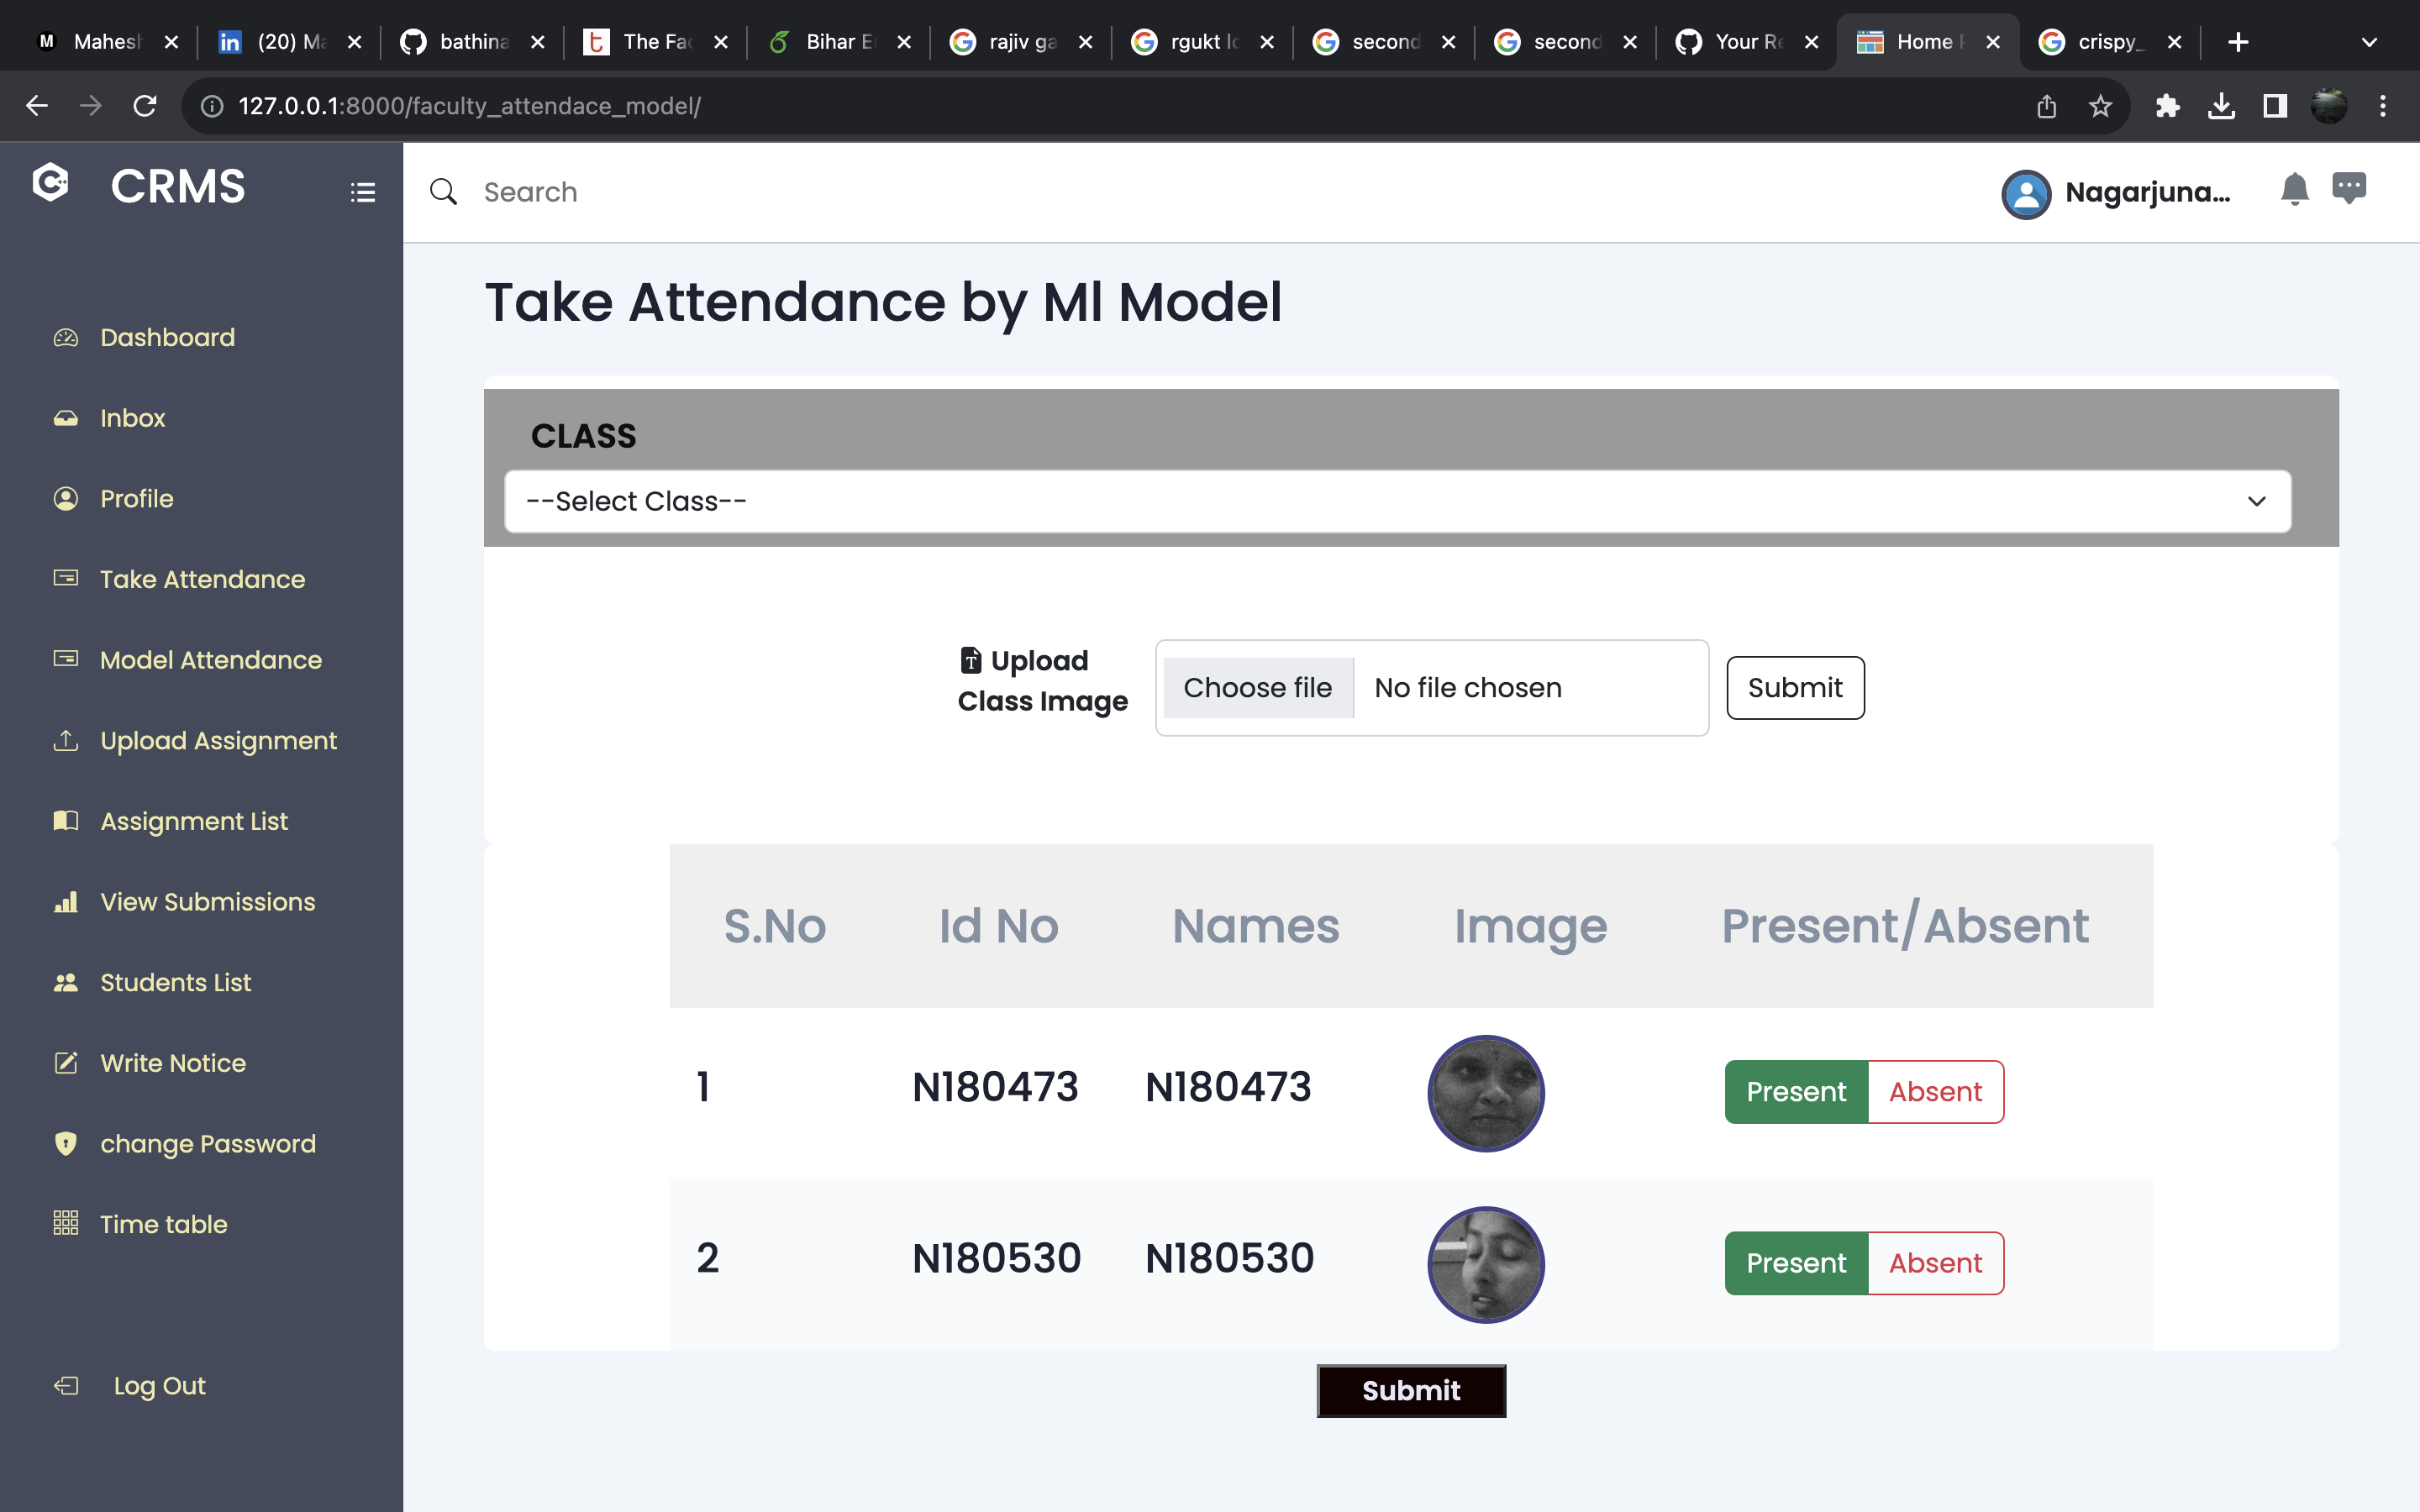 M Mahesh in (20) Ma bathina t The Fac Bihar E rajiv ga rgukt lo second second Your Re Home P crispy_
127.0.0.1:8000/faculty_attendace_model/
C++ CRMS
Search
Nagarjuna...
Dashboard
Inbox
Profile
Take Attendance
Model Attendance
Upload Assignment
Assignment List
View Submissions
Students List
Write Notice
change Password
Time table
Log Out
Take Attendance by Ml Model
CLASS
--Select Class--
Upload
Class Image
Choose file No file chosen
Submit
S.No Id No Names Image Present/Absent
1 N180473 N180473 Present Absent
2 N180530 N180530 Present Absent
Submit